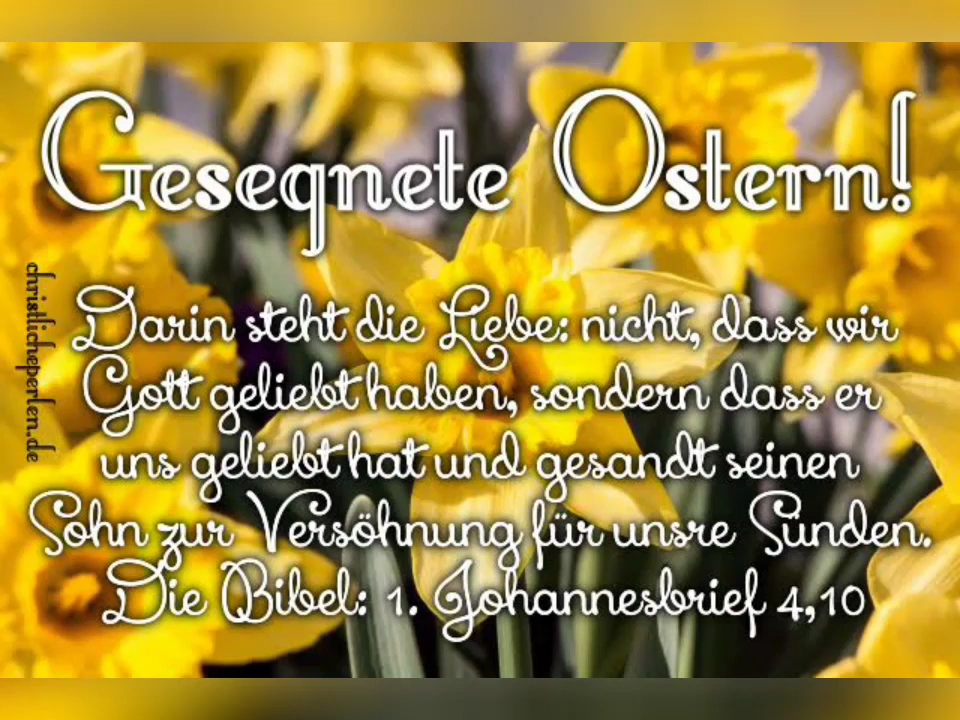 Gesegnete Ostern!
Darin steht die Liebe: nicht, dass wir
Gott geliebt haben, sondern dass er
uns geliebt hat und gesandt seinen
Sohn zur Versöhnung für unsre Sünden.
Die Bibel: 1. Johannesbrief 4,10
christlicheperlen.de